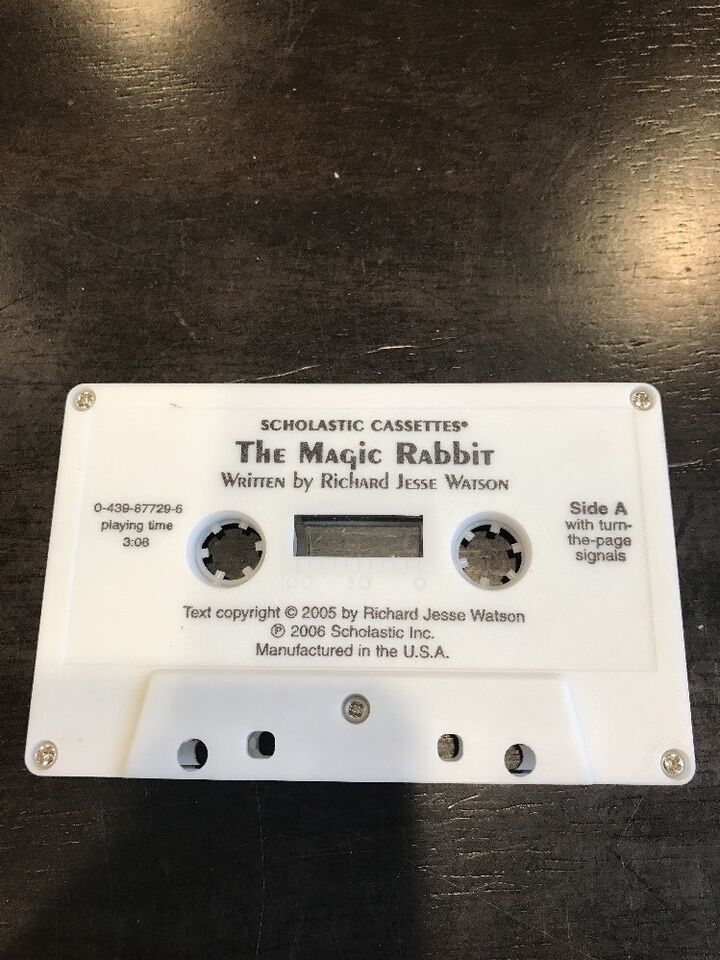 SCHOLASTIC CASSETTES®
The Magic Rabbit
Written by Richard Jesse Watson
0-439-87729-6
playing time
3:08
Side A
with turn-
the-page
signals
100 50 0
Text copyright © 2005 by Richard Jesse Watson
℗ 2006 Scholastic Inc.
Manufactured in the U.S.A.